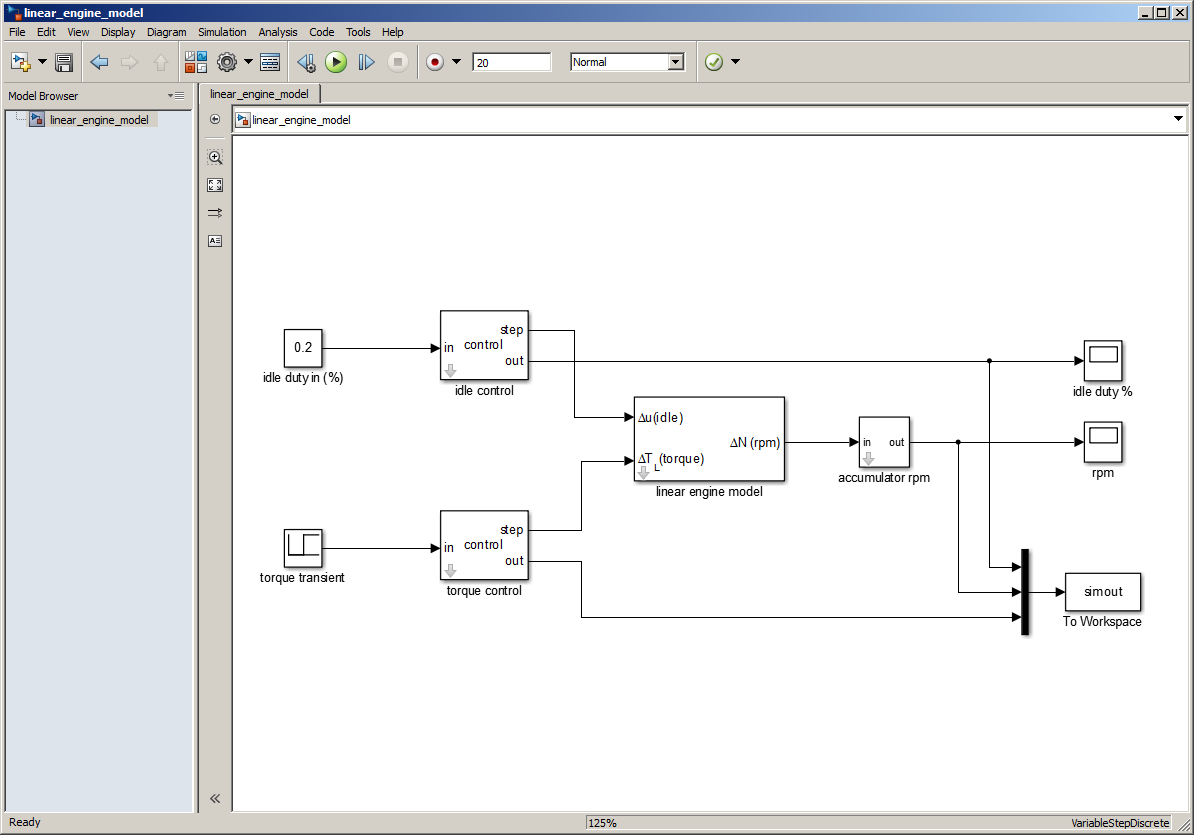 linear_engine_model
File Edit View Display Diagram Simulation Analysis Code Tools Help
20
Normal
Model Browser
linear_engine_model
linear_engine_model
linear_engine_model
0.2
idle duty in (%)
in
control
step
out
idle control
idle duty %
Δu(idle)
ΔN (rpm)
ΔT L(torque)
linear engine model
in
out
accumulator rpm
rpm
torque transient
in
control
step
out
torque control
simout
To Workspace
Ready
125%
VariableStepDiscrete